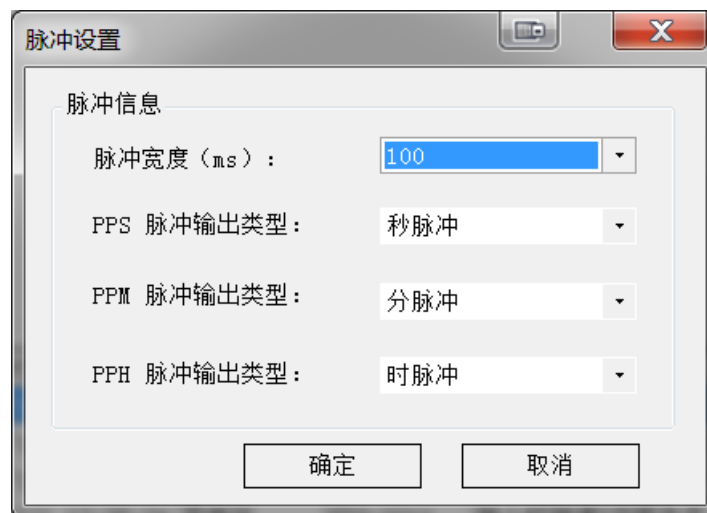 脉冲设置
脉冲信息
脉冲宽度（ms）： 100
PPS 脉冲输出类型： 秒脉冲
PPM 脉冲输出类型： 分脉冲
PPH 脉冲输出类型： 时脉冲
确定 取消